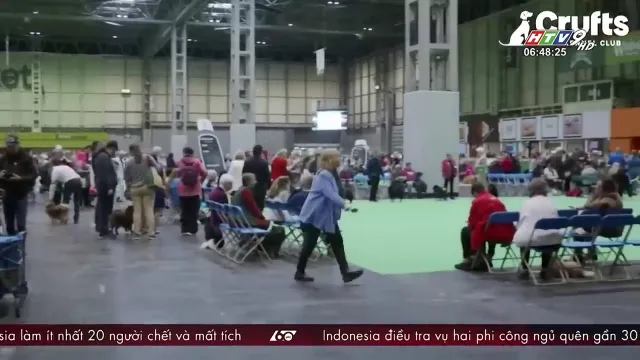 Crufts
CLUB
HTV9 HD
06:48:25
sia làm ít nhất 20 người chết và mất tích
60
Indonesia điều tra vụ hai phi công ngủ quên gần 30